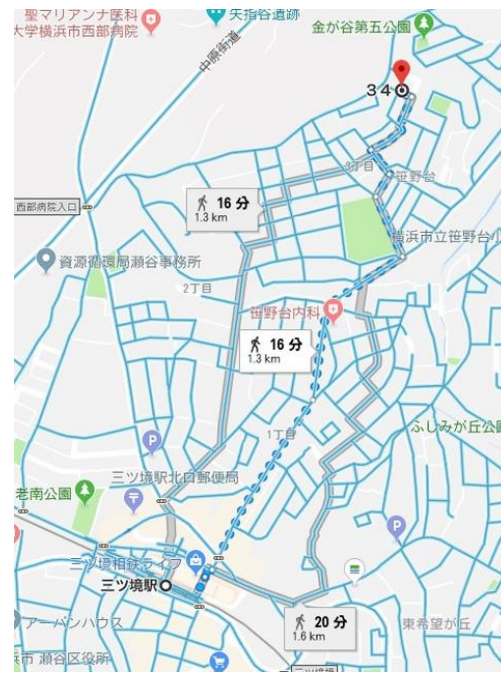 聖マリアンナ医科
大学横浜市西部病院
矢指谷遺跡
金が谷第五公園
中原街道
34
3丁目
笹野台
16 分
1.3 km
西部病院入口
横浜市立笹野台小
資源循環局瀬谷事務所
2丁目
笹野台内科
16 分
1.3 km
ふしみが丘公園
1丁目
P
三ツ境駅北口郵便局
老南公園
P
三ツ境相鉄ライフ
三ツ境駅
アーバンハウス
20 分
1.6 km
東希望が丘
瀬谷区役所